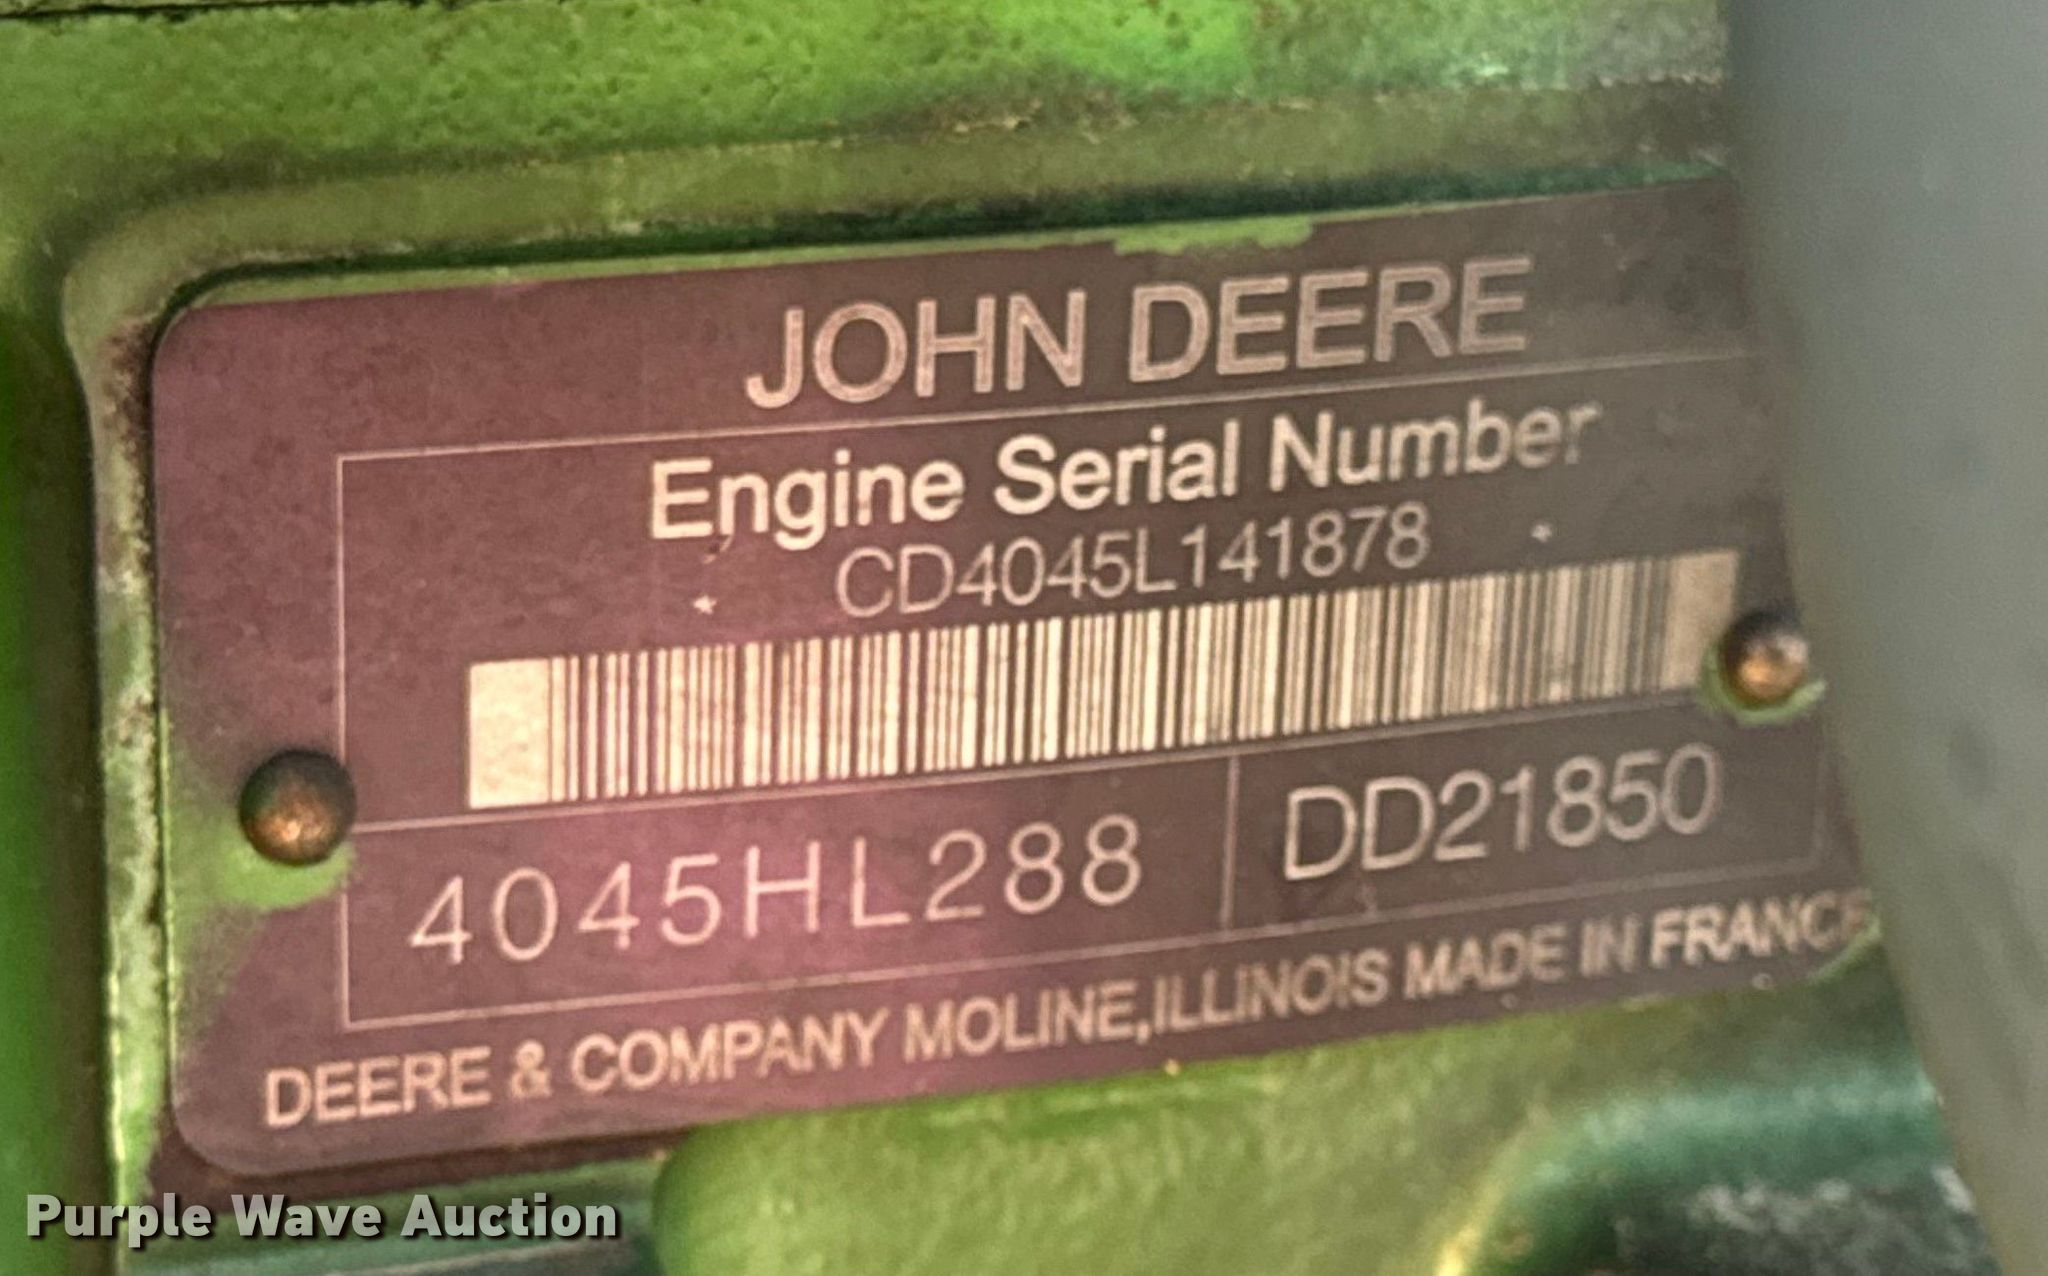 JOHN DEERE
Engine Serial Number
CD4045L141878
4045HL288
DD21850
DEERE & COMPANY MOLINE,ILLINOIS MADE IN FRANCE
Purple Wave Auction